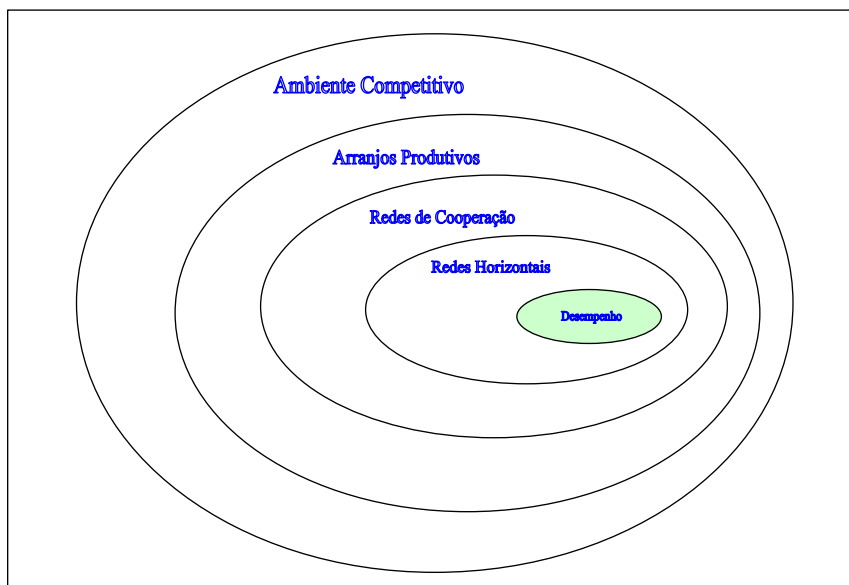 Ambiente Competitivo
Arranjos Produtivos
Redes de Cooperação
Redes Horizontais
Desempenho